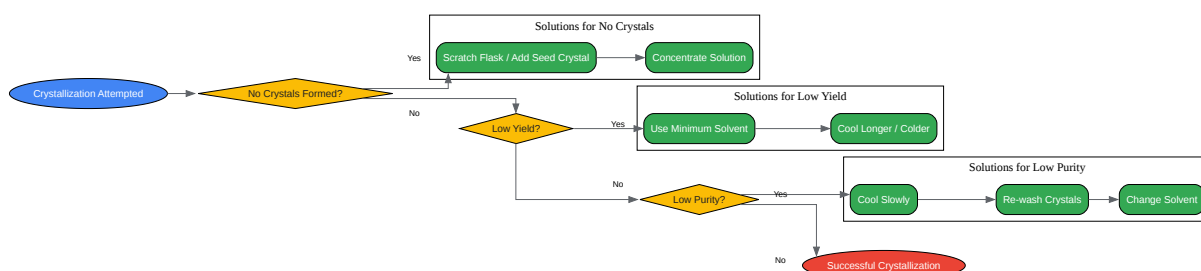 Solutions for No Crystals
Yes
Scratch Flask / Add Seed Crystal
Concentrate Solution
Crystallization Attempted
No Crystals Formed?
No
Solutions for Low Yield
Low Yield?
Yes
Use Minimum Solvent
Cool Longer / Colder
Solutions for Low Purity
No
Low Purity?
Yes
Cool Slowly
Re-wash Crystals
Change Solvent
No
Successful Crystallization